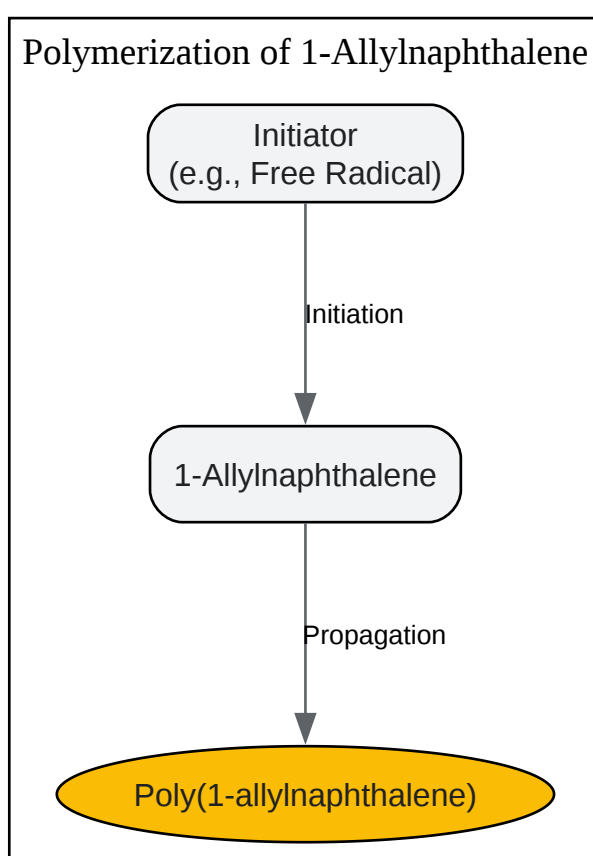 Polymerization of 1-Allylnaphthalene
Initiator
(e.g., Free Radical)
Initiation
1-Allylnaphthalene
Propagation
Poly(1-allylnaphthalene)